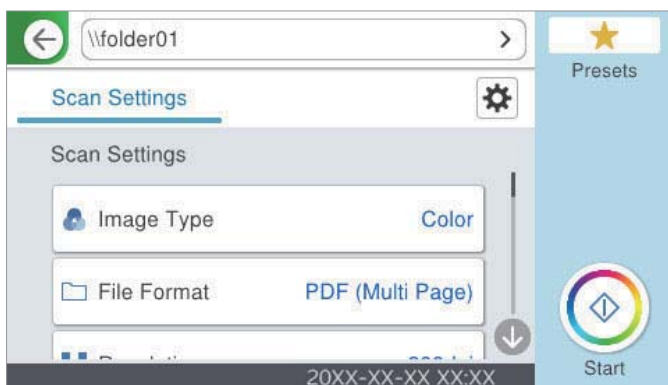 \\folder01
Presets
Scan Settings
Scan Settings
Image Type
Color
File Format
PDF (Multi Page)
20XX-XX-XX XX:XX
Start